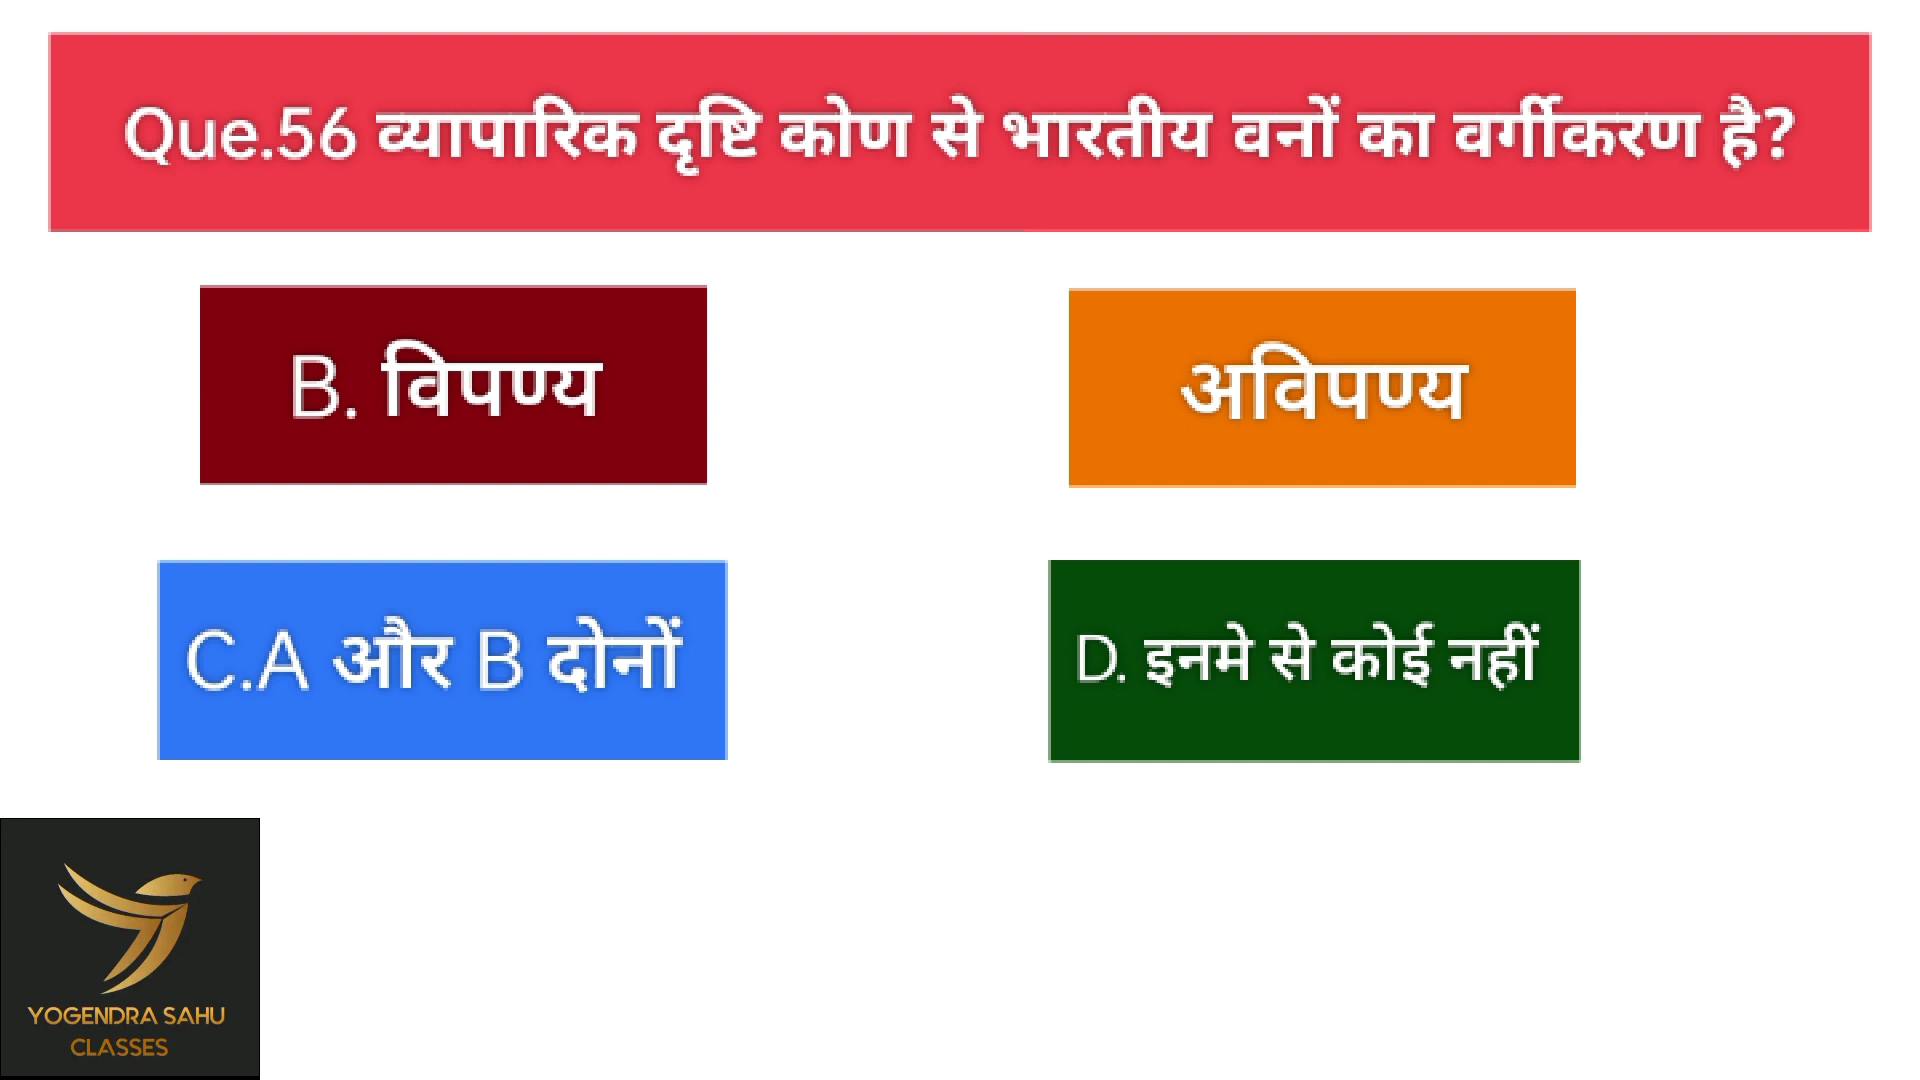 Que.56 व्यापारिक दृष्टि कोण से भारतीय वनों का वर्गीकरण है?
B. विपण्य
अविपण्य
C.A और B दोनों
D. इनमे से कोई नहीं
YOGENDRA SAHU
CLASSES